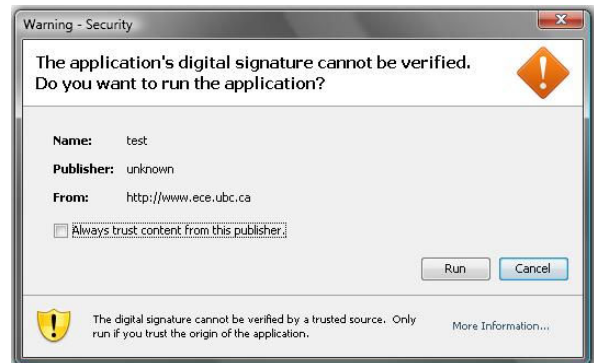 Warning - Security
The application's digital signature cannot be verified.
Do you want to run the application?
Name: test
Publisher: unknown
From: http://www.ece.ubc.ca
Always trust content from this publisher.
Run Cancel
The digital signature cannot be verified by a trusted source. Only
run if you trust the origin of the application.
More Information...